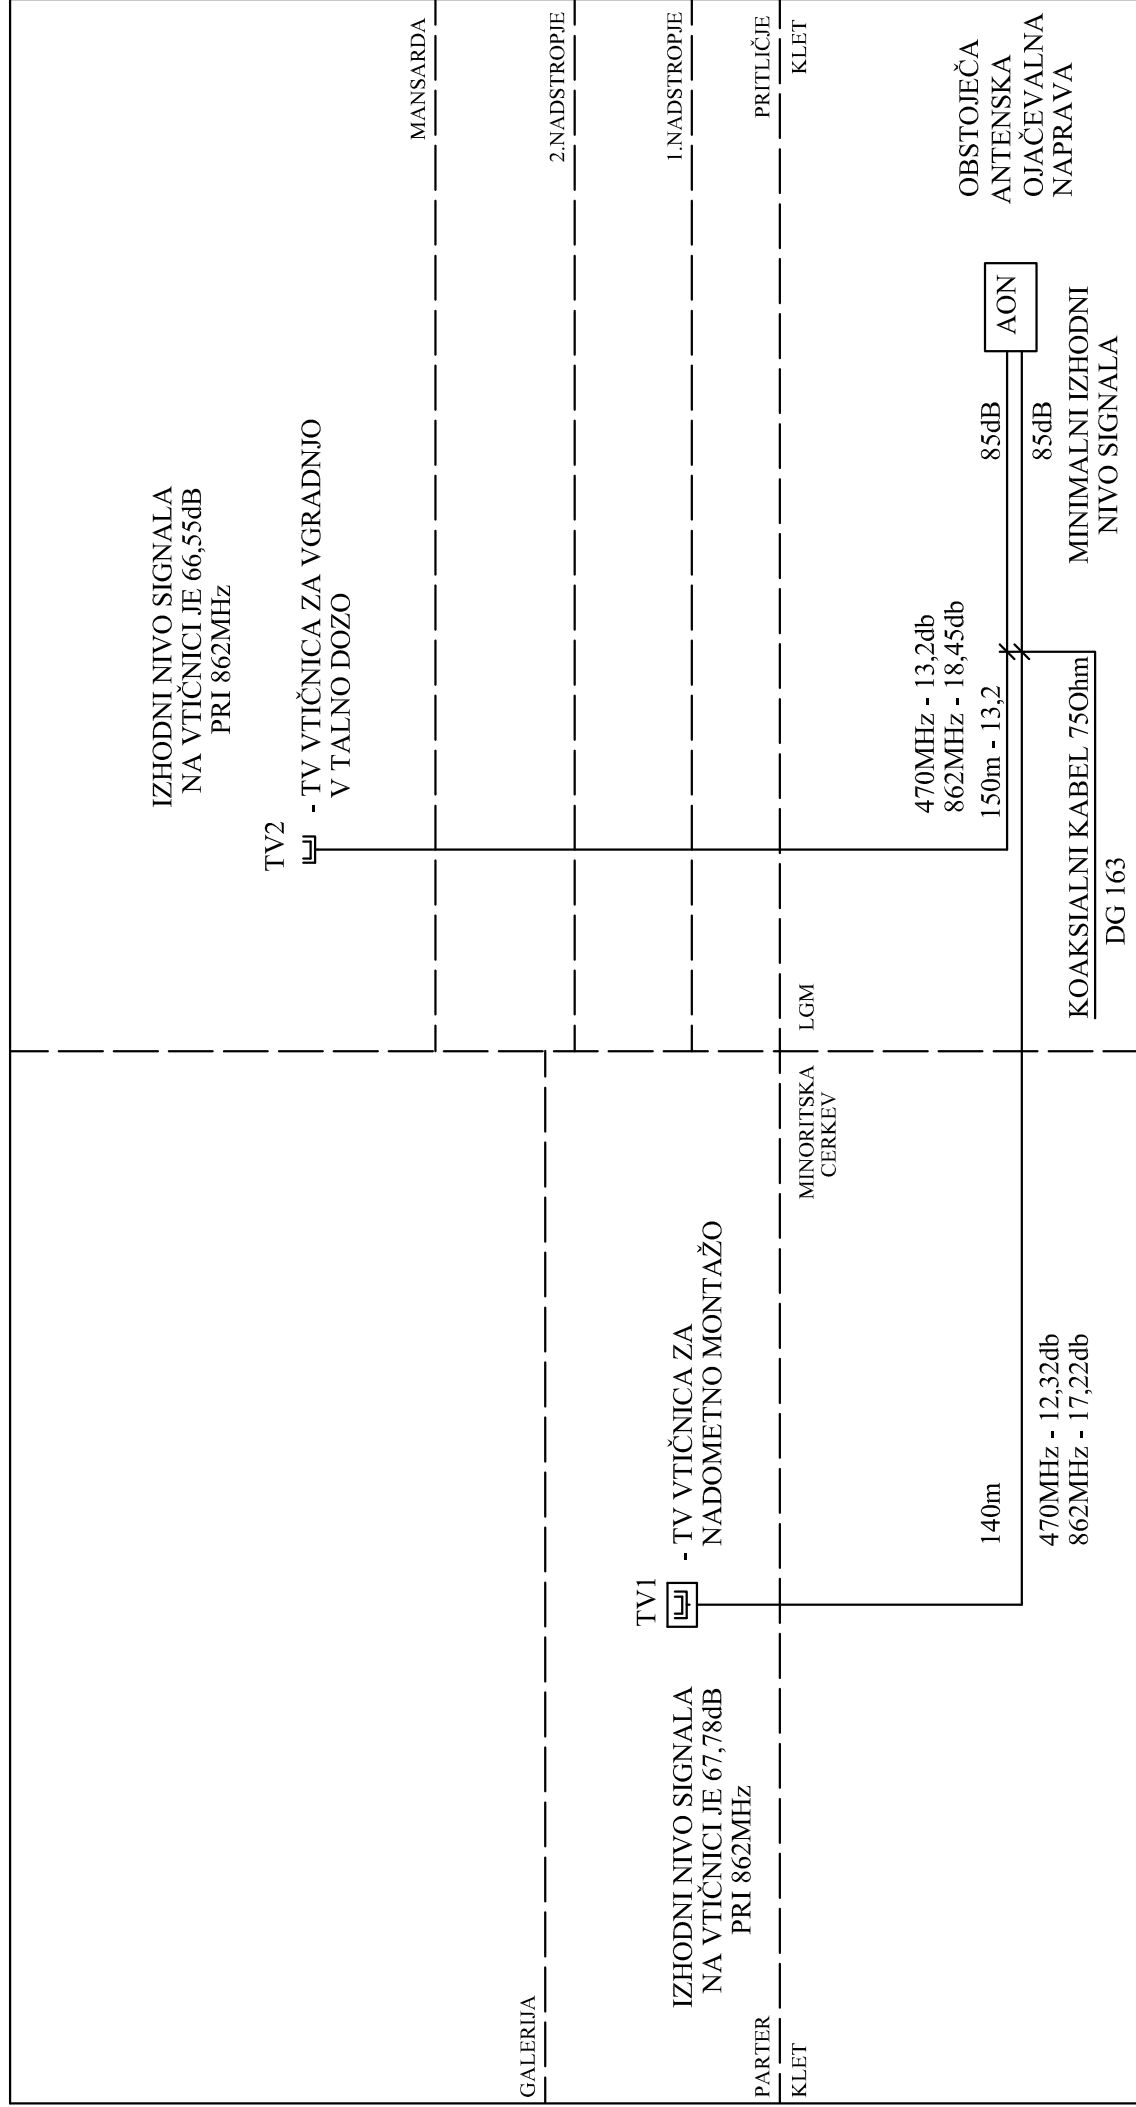 IZHODNI NIVO SIGNALA
NA VTIČNICI JE 66,55dB
PRI 862MHz
TV2
- TV VTIČNICA ZA VGRADNJO
V TALNO DOZO
MANSARDA
GALERIJA
2.NADSTROPJE
1.NADSTROPJE
TV1
- TV VTIČNICA ZA
NADOMETNO MONTAŽO
IZHODNI NIVO SIGNALA
NA VTIČNICI JE 67,78dB
PRI 862MHz
PARTER
KLET
PRITLIČJE
KLET
MINORITSKA
CERKEV
LGM
470MHz - 13,2db
862MHz - 18,45db
150m - 13,2
140m
470MHz - 12,32db
862MHz - 17,22db
85dB
85dB
AON
OBSTOJEČA
ANTENSKA
OJAČEVALNA
NAPRAVA
MINIMALNI IZHODNI
NIVO SIGNALA
KOAKSIALNI KABEL 75Ohm
DG 163